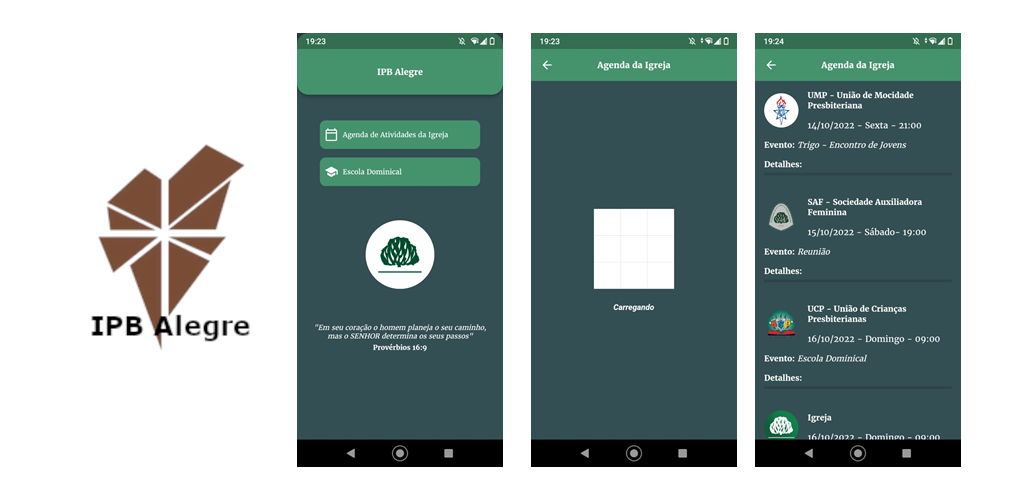 IPB Alegre
19:23
IPB Alegre
Agenda de Atividades da Igreja
Escola Dominical
"Em seu coração o homem planeja o seu caminho,
mas o SENHOR determina os seus passos"
Provérbios 16:9
19:23
Agenda da Igreja
Carregando
19:24
Agenda da Igreja
UMP - União de Mocidade
Presbiteriana
14/10/2022 - Sexta - 21:00
Evento: Trigo - Encontro de Jovens
Detalhes:
SAF - Sociedade Auxiliadora
Feminina
15/10/2022 - Sábado- 19:00
Evento: Reunião
Detalhes:
UCP - União de Crianças
Presbiterianas
16/10/2022 - Domingo - 09:00
Evento: Escola Dominical
Detalhes:
Igreja
16/10/2022 - Domingo - 09:00